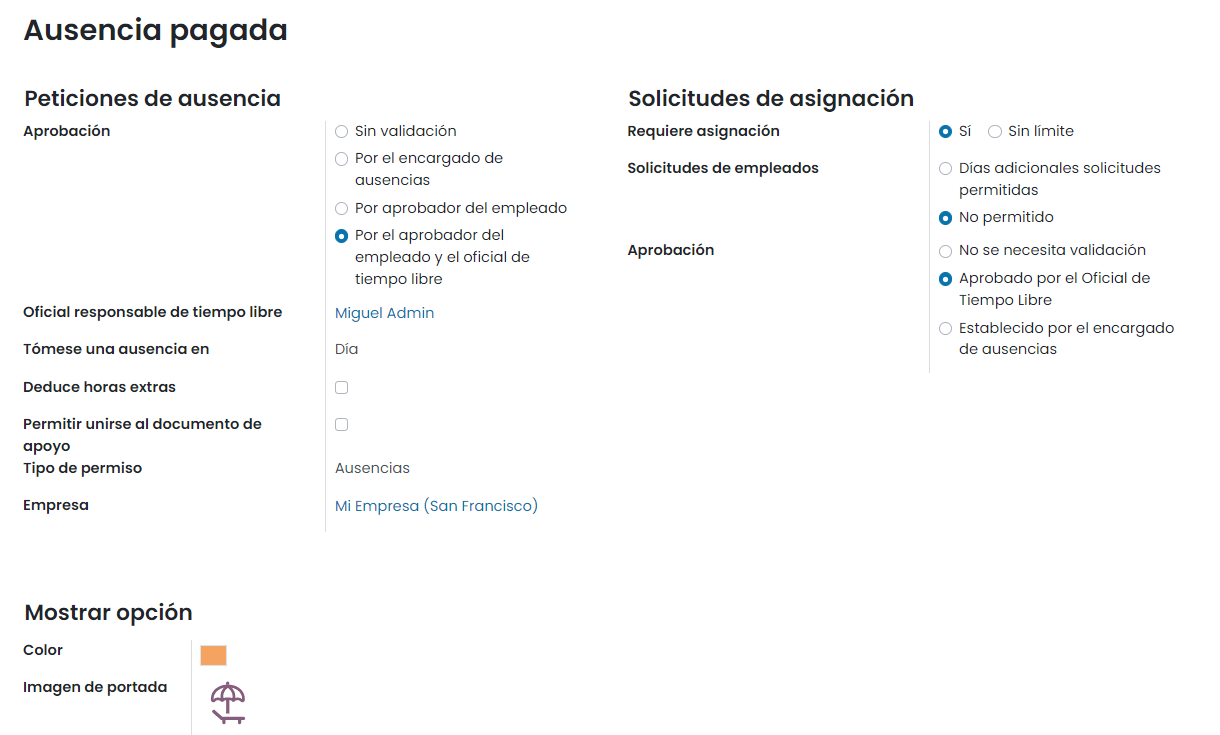 Ausencia pagada
Peticiones de ausencia
Aprobación
Sin validación
Por el encargado de
ausencias
Por aprobador del empleado
Por el aprobador del
empleado y el oficial de
tiempo libre
Oficial responsable de tiempo libre
Miguel Admin
Tómese una ausencia en
Día
Deduce horas extras
Permitir unirse al documento de
apoyo
Tipo de permiso
Ausencias
Empresa
Mi Empresa (San Francisco)
Solicitudes de asignación
Requiere asignación
Sí
Sin límite
Solicitudes de empleados
Días adicionales solicitudes
permitidas
No permitido
Aprobación
No se necesita validación
Aprobado por el Oficial de
Tiempo Libre
Establecido por el encargado
de ausencias
Mostrar opción
Color
Imagen de portada